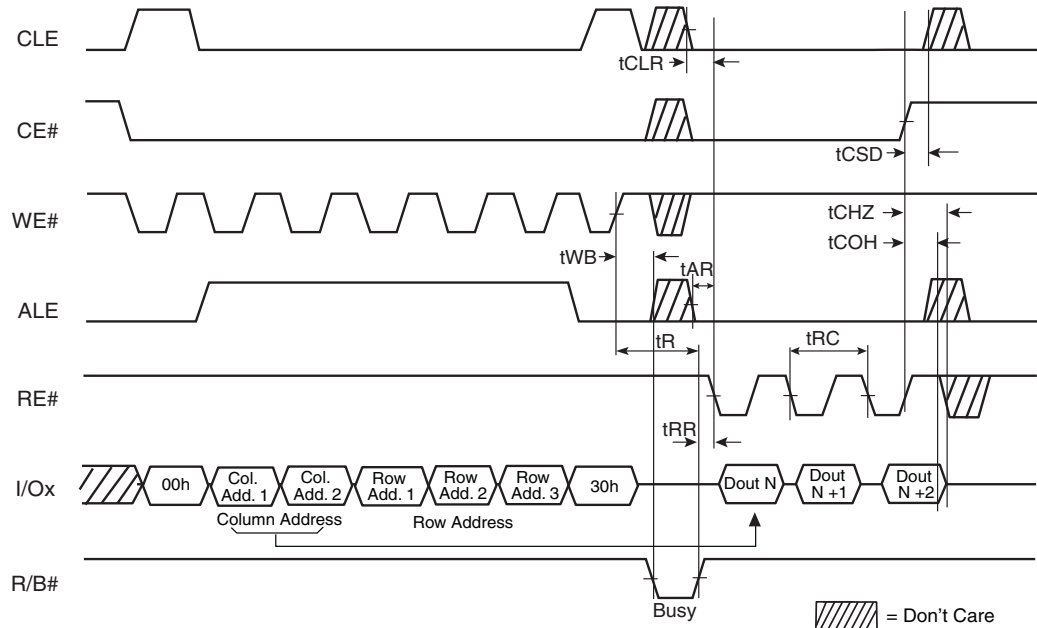 CLE
tCLR
CE#
tCSD
WE#
tCHZ
tCOH
tWB
tAR
ALE
tR
tRC
RE#
tRR
I/Ox
00h
Col.
Add. 1
Col.
Add. 2
Row
Add. 1
Row
Add. 2
Row
Add. 3
30h
Dout N
Dout
N +1
Dout
N +2
Column Address
Row Address
R/B#
Busy
= Don't Care